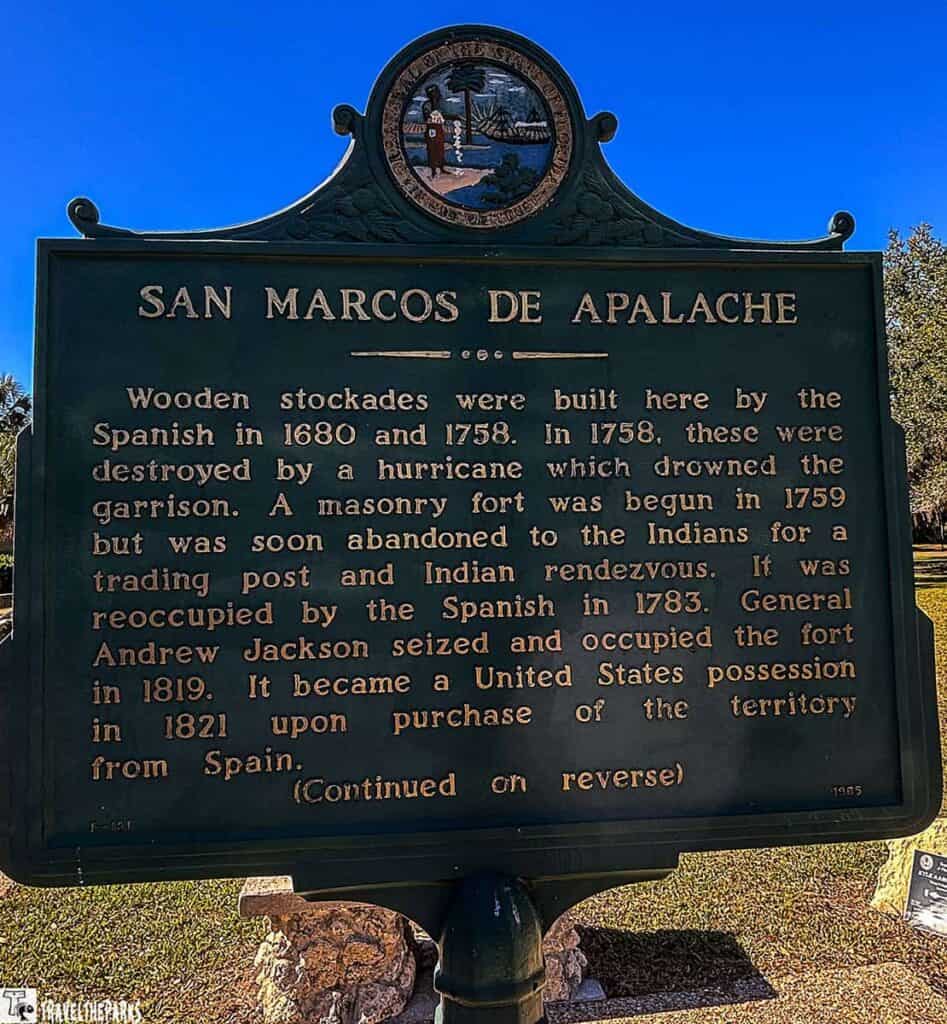 SAN MARCOS DE APALACHE
Wooden stockades were built here by the
Spanish in 1680 and 1758. In 1758, these were
destroyed by a hurricane which drowned the
garrison. A masonry fort was begun in 1759
but was soon abandoned to the Indians for a
trading post and Indian rendezvous. It was
reoccupied by the Spanish in 1783. General
Andrew Jackson seized and occupied the fort
in 1819. It became a United States possession
in 1821 upon purchase of the territory
from Spain.
(Continued on reverse)
1985
TRAVELTHEPARKS